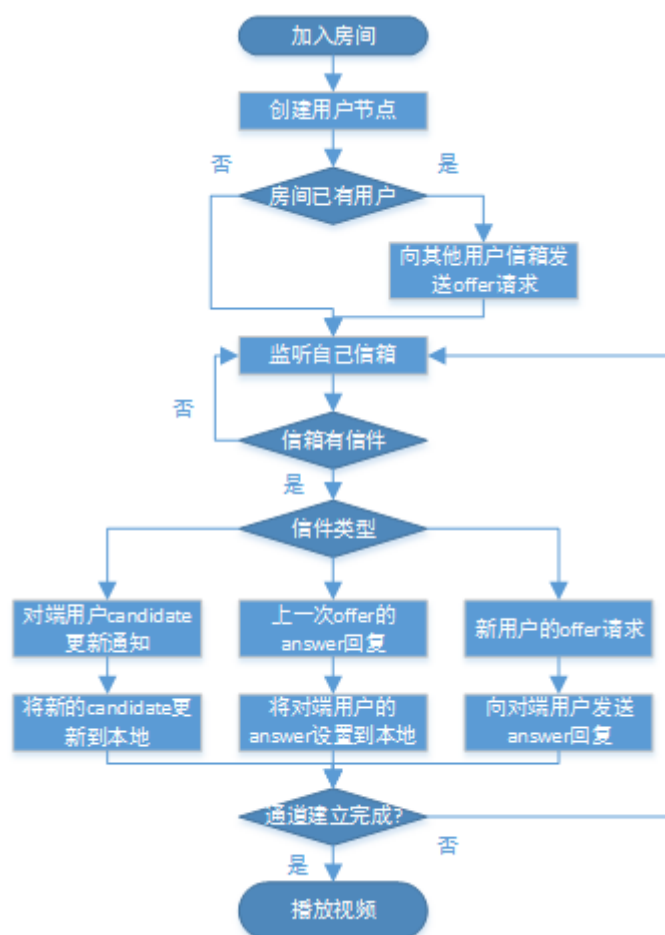 加入房间
创建用户节点
否
是
房间已有用户
向其他用户信箱发
送offer请求
监听自己信箱
否
信箱有信件
是
信件类型
对端用户candidate
更新通知
上一次offer的
answer回复
新用户的offer请求
将新的candidate更
新到本地
将对端用户的
answer设置到本地
向对端用户发送
answer回复
通道建立完成?
是
否
播放视频